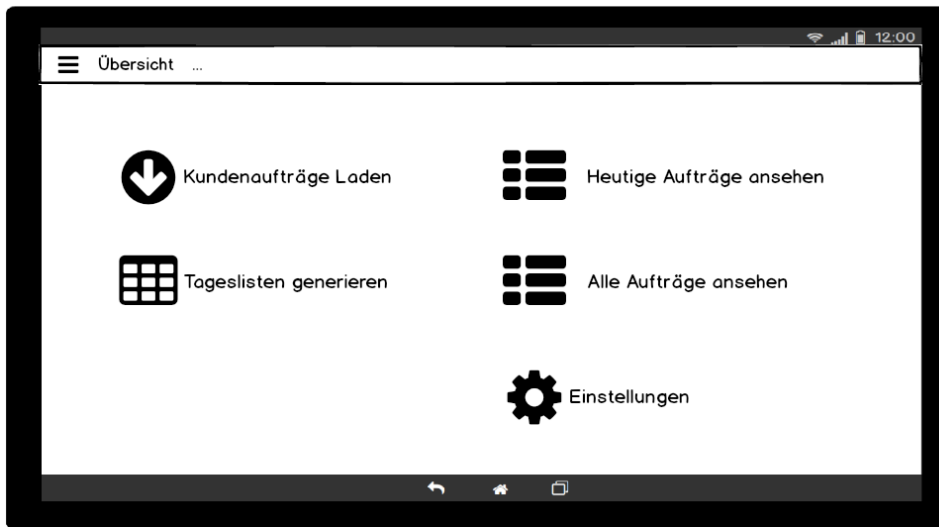 12:00
Übersicht ...
Kundenaufträge Laden
Heutige Aufträge ansehen
Tageslisten generieren
Alle Aufträge ansehen
Einstellungen